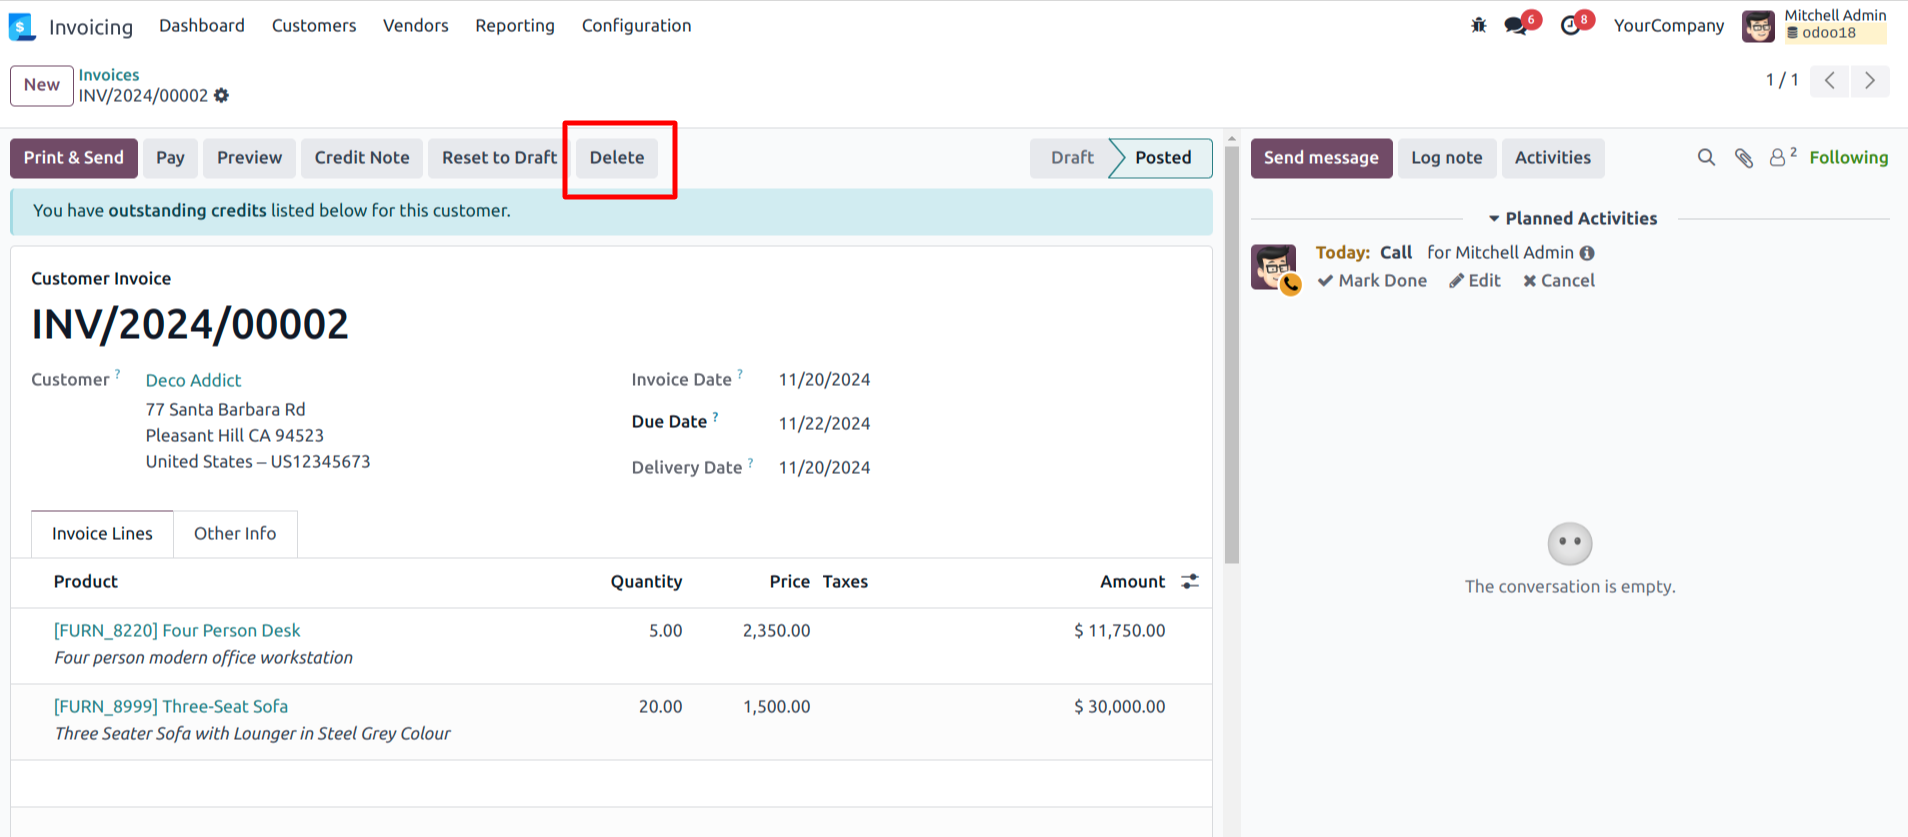 Invoicing Dashboard Customers Vendors Reporting Configuration 6 8 YourCompany Mitchell Admin
odoo18
New Invoices
INV/2024/00002
1 / 1
Print & Send Pay Preview Credit Note Reset to Draft Delete Draft Posted
You have outstanding credits listed below for this customer.
Customer Invoice
INV/2024/00002
Customer ? Deco Addict
77 Santa Barbara Rd
Pleasant Hill CA 94523
United States – US12345673
Invoice Date ? 11/20/2024
Due Date ? 11/22/2024
Delivery Date ? 11/20/2024
Invoice Lines Other Info
Product Quantity Price Taxes Amount
[FURN_8220] Four Person Desk 5.00 2,350.00 $ 11,750.00
Four person modern office workstation
[FURN_8999] Three-Seat Sofa 20.00 1,500.00 $ 30,000.00
Three Seater Sofa with Lounger in Steel Grey Colour
Send message Log note Activities 2 Following
Planned Activities
Today: Call for Mitchell Admin
Mark Done Edit Cancel
The conversation is empty.